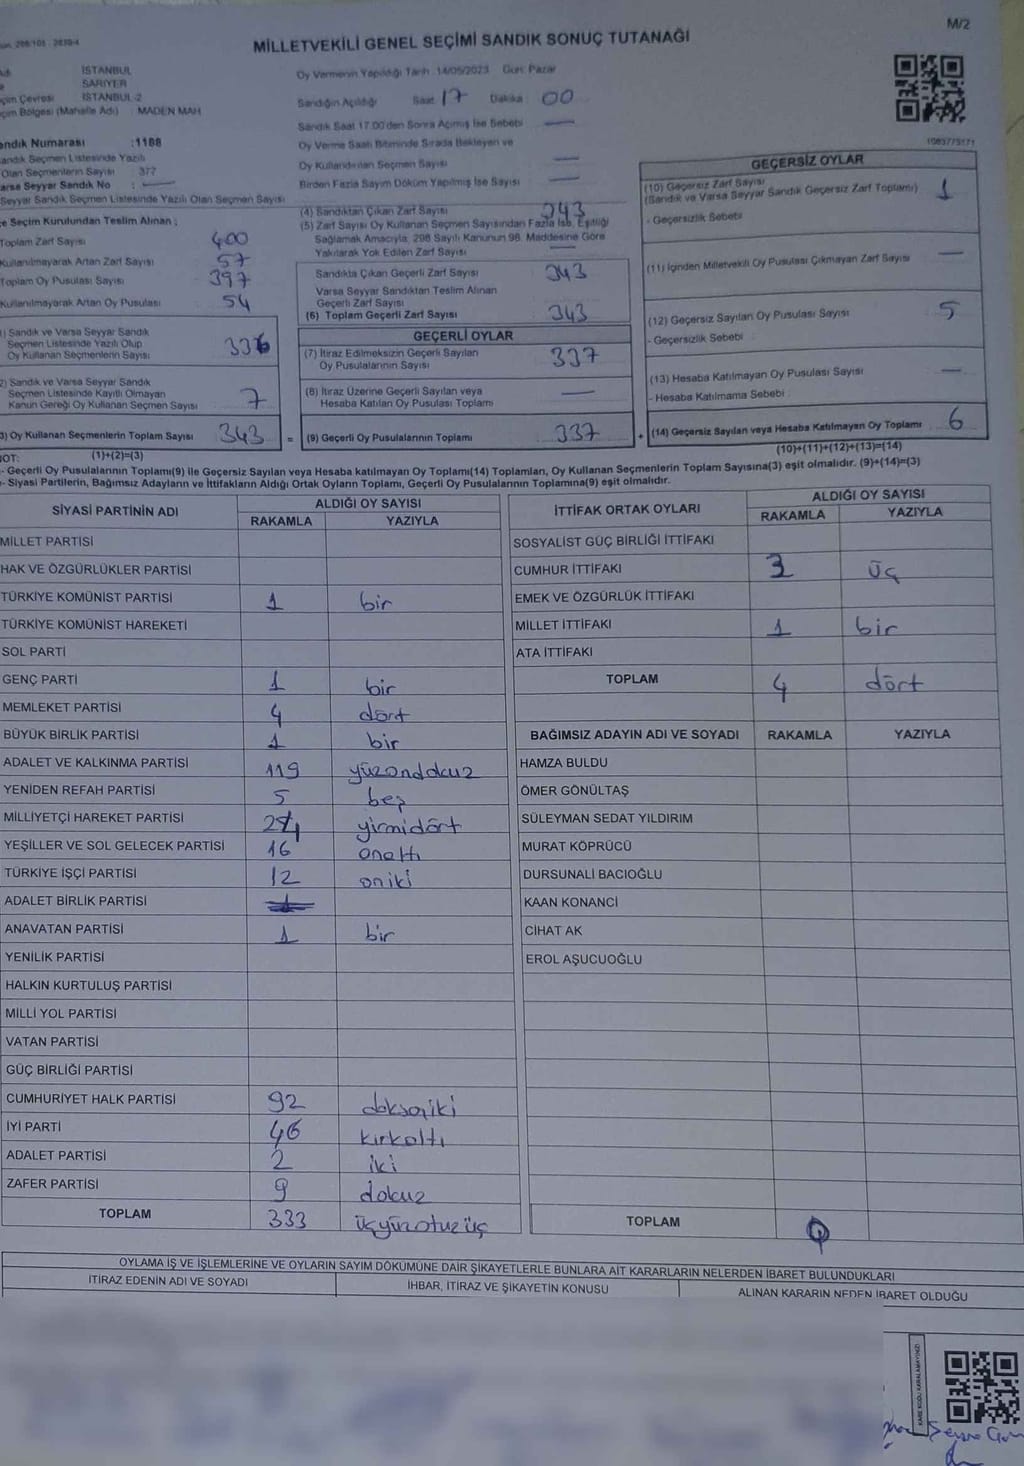 M/2
MİLLETVEKİLİ GENEL SEÇİMİ SANDIK SONUÇ TUTANAĞI
İSTANBUL
SARIYER
çim Çevresi İSTANBUL-2
çim Bölgesi (Mahalle Adı) : MADEN MAH
Oy Vermenin Yapıldığı Tarih : 14/05/2023 Gün: Pazar
Sandığın Açıldığı Saat 17 Dakika 00
Sandık Saat 17.00'den Sonra Açımış İse Sebebi —
Oy Verme Saati Bitiminde Sırada Bekleyen ve
Oy Kullandırılan Seçmen Sayısı —
Birden Fazla Sayım Döküm Yapılmış İse Sayısı —
andık Numarası :1188
andık Seçmen Listesinde Yazılı
Olan Seçmenlerin Sayısı : 377
arsa Seyyar Sandık No : —
Seyyar Sandık Seçmen Listesinde Yazılı Olan Seçmen Sayısı
e Seçim Kurulundan Teslim Alınan ;
Toplam Zarf Sayısı 400
Kullanılmayarak Artan Zarf Sayısı 57
Toplam Oy Pusulası Sayısı 397
Kullanılmayarak Artan Oy Pusulası 54
1) Sandık ve Varsa Seyyar Sandık
Seçmen Listesinde Yazılı Olup
Oy Kullanan Seçmenlerin Sayısı 336
2) Sandık ve Varsa Seyyar Sandık
Seçmen Listesinde Kayıtlı Olmayan
Kanun Gereği Oy Kullanan Seçmen Sayısı 7
3) Oy Kullanan Seçmenlerin Toplam Sayısı 343 =
(1)+(2)=(3)
(4) Sandıktan Çıkan Zarf Sayısı 343
(5) Zarf Sayısı Oy Kullanan Seçmen Sayısından Fazla İse, Eşitliği
Sağlamak Amacıyla, 298 Sayılı Kanunun 98. Maddesine Göre
Yakılarak Yok Edilen Zarf Sayısı —
Sandıkta Çıkan Geçerli Zarf Sayısı 343
Varsa Seyyar Sandıktan Teslim Alınan
Geçerli Zarf Sayısı
(6) Toplam Geçerli Zarf Sayısı 343
GEÇERLİ OYLAR
(7) İtiraz Edilmeksizin Geçerli Sayılan
Oy Pusulalarının Sayısı 337
(8) İtiraz Üzerine Geçerli Sayılan veya
Hesaba Katılan Oy Pusulası Toplamı —
(9) Geçerli Oy Pusulalarının Toplamı 337 +
1083775171
GEÇERSİZ OYLAR
(10) Geçersiz Zarf Sayısı
(Sandık ve Varsa Seyyar Sandık Geçersiz Zarf Toplamı) 1
- Geçersizlik Sebebi
(11) İçinden Milletvekili Oy Pusulası Çıkmayan Zarf Sayısı —
(12) Geçersiz Sayılan Oy Pusulası Sayısı 5
- Geçersizlik Sebebi
(13) Hesaba Katılmayan Oy Pusulası Sayısı —
- Hesaba Katılmama Sebebi
(14) Geçersiz Sayılan veya Hesaba Katılmayan Oy Toplamı 6
(10)+(11)+(12)+(13)=(14)
NOT:
- Geçerli Oy Pusulalarının Toplamı(9) ile Geçersiz Sayılan veya Hesaba katılmayan Oy Toplamı(14) Toplamları, Oy Kullanan Seçmenlerin Toplam Sayısına(3) eşit olmalıdır. (9)+(14)=(3)
- Siyasi Partilerin, Bağımsız Adayların ve İttifakların Aldığı Ortak Oyların Toplamı, Geçerli Oy Pusulalarının Toplamına(9) eşit olmalıdır.
SİYASİ PARTİNİN ADI ALDIĞI OY SAYISI
RAKAMLA YAZIYLA
MİLLET PARTİSİ
HAK VE ÖZGÜRLÜKLER PARTİSİ
TÜRKİYE KOMÜNİST PARTİSİ 1 bir
TÜRKİYE KOMÜNİST HAREKETİ
SOL PARTİ
GENÇ PARTİ 1 bir
MEMLEKET PARTİSİ 4 dört
BÜYÜK BİRLİK PARTİSİ 1 bir
ADALET VE KALKINMA PARTİSİ 119 yüzondokuz
YENİDEN REFAH PARTİSİ 5 beş
MİLLİYETÇİ HAREKET PARTİSİ 24 yirmidört
YEŞİLLER VE SOL GELECEK PARTİSİ 16 onaltı
TÜRKİYE İŞÇİ PARTİSİ 12 oniki
ADALET BİRLİK PARTİSİ
ANAVATAN PARTİSİ 1 bir
YENİLİK PARTİSİ
HALKIN KURTULUŞ PARTİSİ
MİLLİ YOL PARTİSİ
VATAN PARTİSİ
GÜÇ BİRLİĞİ PARTİSİ
CUMHURİYET HALK PARTİSİ 92 doksaniki
İYİ PARTİ 46 kırkaltı
ADALET PARTİSİ 2 iki
ZAFER PARTİSİ 9 dokuz
TOPLAM 333 üçyüzotuzüç
İTTİFAK ORTAK OYLARI ALDIĞI OY SAYISI
RAKAMLA YAZIYLA
SOSYALİST GÜÇ BİRLİĞİ İTTİFAKI
CUMHUR İTTİFAKI 3 üç
EMEK VE ÖZGÜRLÜK İTTİFAKI
MİLLET İTTİFAKI 1 bir
ATA İTTİFAKI
TOPLAM 4 dört
BAĞIMSIZ ADAYIN ADI VE SOYADI RAKAMLA YAZIYLA
HAMZA BULDU
ÖMER GÖNÜLTAŞ
SÜLEYMAN SEDAT YILDIRIM
MURAT KÖPRÜCÜ
DURSUNALİ BACIOĞLU
KAAN KONANCİ
CİHAT AK
EROL AŞUCUOĞLU
TOPLAM 0
OYLAMA İŞ VE İŞLEMLERİNE VE OYLARIN SAYIM DÖKÜMÜNE DAİR ŞİKAYETLERLE BUNLARA AİT KARARLARIN NELERDEN İBARET BULUNDUKLARI
İTİRAZ EDENİN ADI VE SOYADI İHBAR, İTİRAZ VE ŞİKAYETİN KONUSU ALINAN KARARIN NEDEN İBARET OLDUĞU
KARE KODU KARALAMAYINIZ!